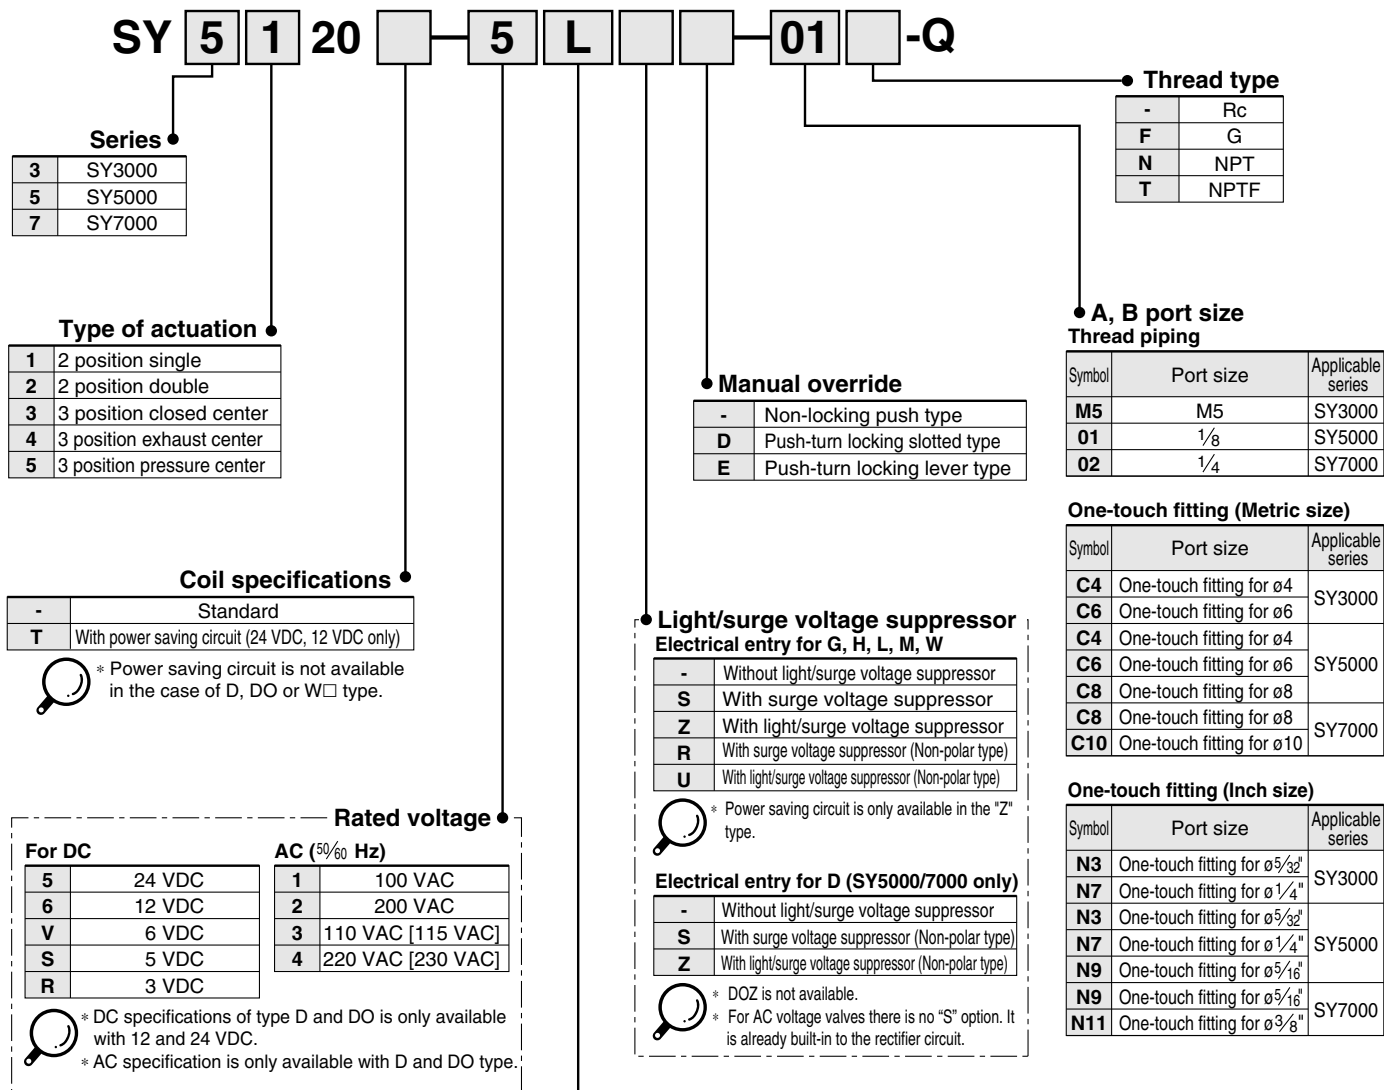 SY 5 1 20 - 5 L - 01 -Q
Thread type
- Rc
F G
N NPT
T NPTF
Series
3 SY3000
5 SY5000
7 SY7000
Type of actuation
1 2 position single
2 2 position double
3 3 position closed center
4 3 position exhaust center
5 3 position pressure center
Coil specifications
- Standard
T With power saving circuit (24 VDC, 12 VDC only)
* Power saving circuit is not available
in the case of D, DO or W□ type.
Rated voltage
For DC
5 24 VDC
6 12 VDC
V 6 VDC
S 5 VDC
R 3 VDC
AC (50/60 Hz)
1 100 VAC
2 200 VAC
3 110 VAC [115 VAC]
4 220 VAC [230 VAC]
* DC specifications of type D and DO is only available
with 12 and 24 VDC.
* AC specification is only available with D and DO type.
Manual override
- Non-locking push type
D Push-turn locking slotted type
E Push-turn locking lever type
Light/surge voltage suppressor
Electrical entry for G, H, L, M, W
- Without light/surge voltage suppressor
S With surge voltage suppressor
Z With light/surge voltage suppressor
R With surge voltage suppressor (Non-polar type)
U With light/surge voltage suppressor (Non-polar type)
* Power saving circuit is only available in the "Z"
type.
Electrical entry for D (SY5000/7000 only)
- Without light/surge voltage suppressor
S With surge voltage suppressor (Non-polar type)
Z With light/surge voltage suppressor (Non-polar type)
* DOZ is not available.
* For AC voltage valves there is no “S” option. It
is already built-in to the rectifier circuit.
A, B port size
Thread piping
Symbol Port size Applicable series
M5 M5 SY3000
01 1/8 SY5000
02 1/4 SY7000
One-touch fitting (Metric size)
Symbol Port size Applicable series
C4 One-touch fitting for ø4 SY3000
C6 One-touch fitting for ø6
C4 One-touch fitting for ø4 SY5000
C6 One-touch fitting for ø6
C8 One-touch fitting for ø8
C8 One-touch fitting for ø8 SY7000
C10 One-touch fitting for ø10
One-touch fitting (Inch size)
Symbol Port size Applicable series
N3 One-touch fitting for ø5/32" SY3000
N7 One-touch fitting for ø1/4"
N3 One-touch fitting for ø5/32" SY5000
N7 One-touch fitting for ø1/4"
N9 One-touch fitting for ø5/16"
N9 One-touch fitting for ø5/16" SY7000
N11 One-touch fitting for ø3/8"